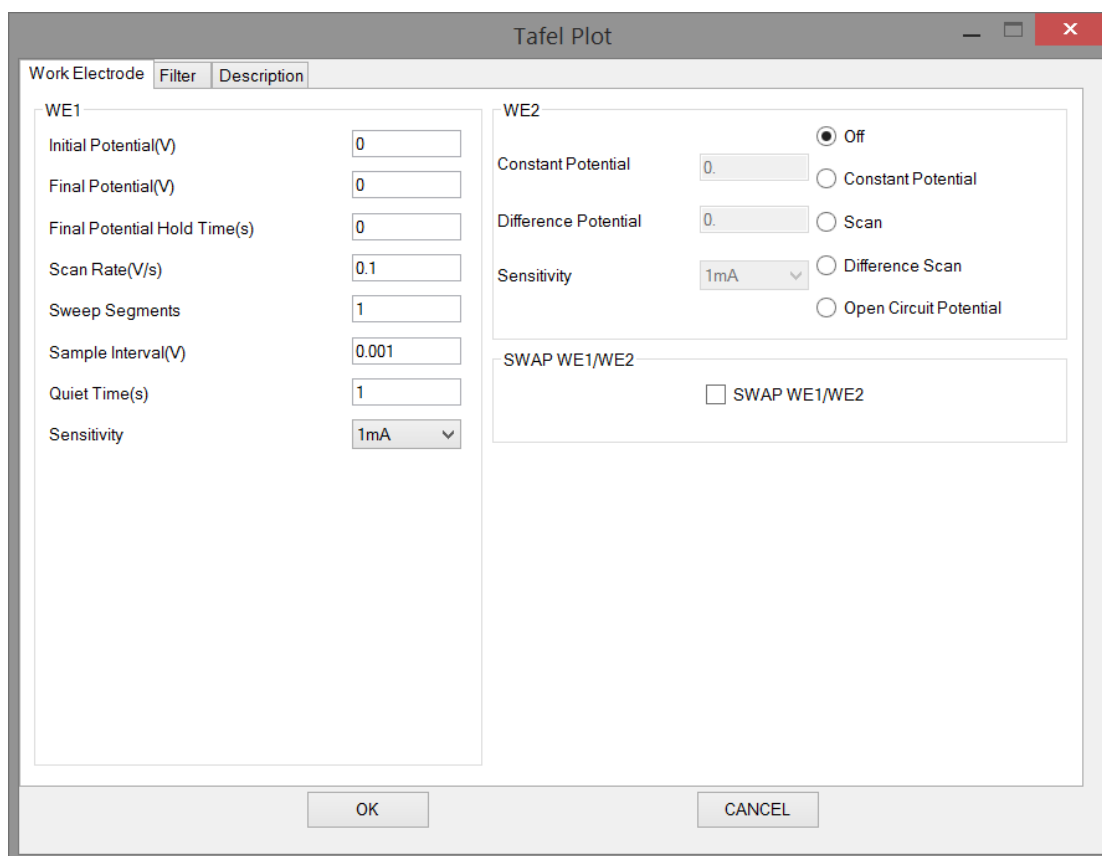 Tafel Plot
Work Electrode Filter Description
WE1
Initial Potential(V) 0
Final Potential(V) 0
Final Potential Hold Time(s) 0
Scan Rate(V/s) 0.1
Sweep Segments 1
Sample Interval(V) 0.001
Quiet Time(s) 1
Sensitivity 1mA
WE2
Constant Potential 0.
Difference Potential 0.
Sensitivity 1mA
Off
Constant Potential
Scan
Difference Scan
Open Circuit Potential
SWAP WE1/WE2
SWAP WE1/WE2
OK CANCEL